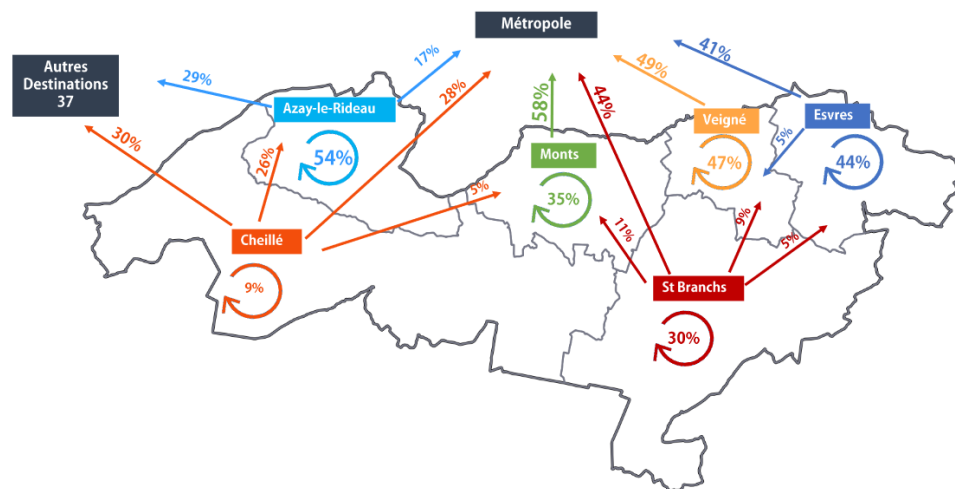 Métropole
Autres
Destinations
37
17%
41%
29%
28%
49%
Azay-le-Rideau
44%
58%
Veigné
Esvres
30%
26%
54%
Monts
47%
5%
44%
5%
35%
Cheillé
11%
9%
5%
9%
St Branchs
30%